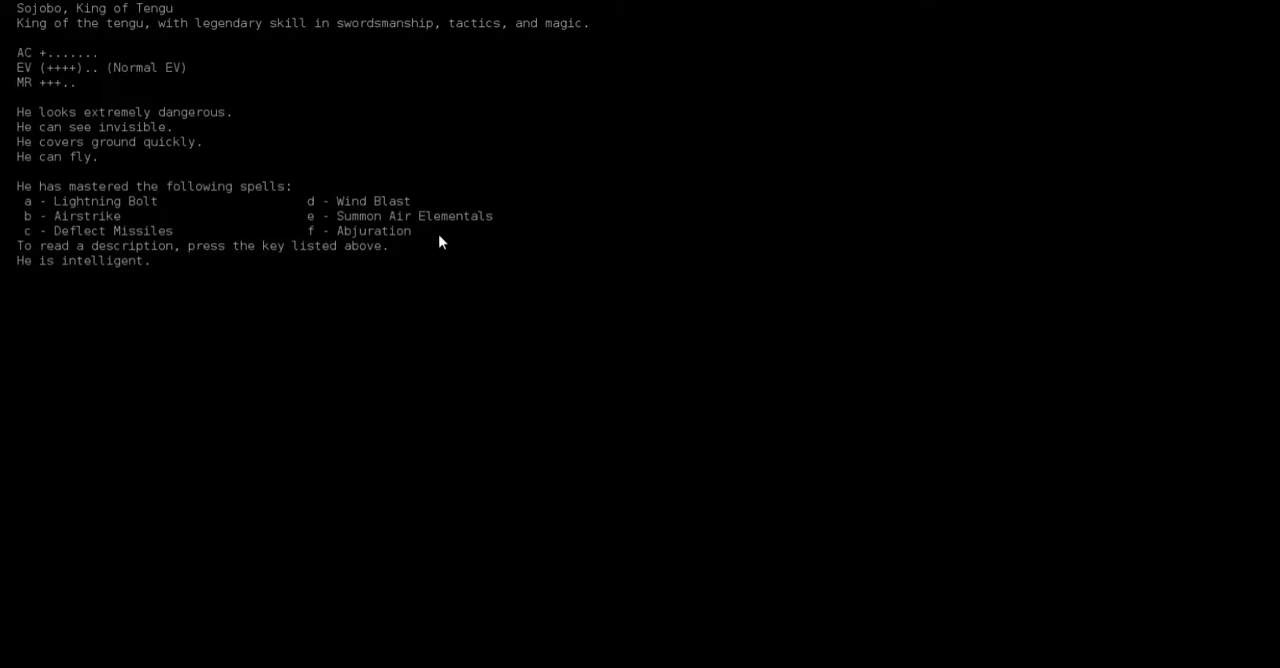 Sojobo, King of Tengu
King of the tengu, with legendary skill in swordsmanship, tactics, and magic.
AC +.......
EV (++++).. (Normal EV)
MR +++..
He looks extremely dangerous.
He can see invisible.
He covers ground quickly.
He can fly.
He has mastered the following spells:
a - Lightning Bolt d - Wind Blast
b - Airstrike e - Summon Air Elementals
c - Deflect Missiles f - Abjuration
To read a description, press the key listed above.
He is intelligent.